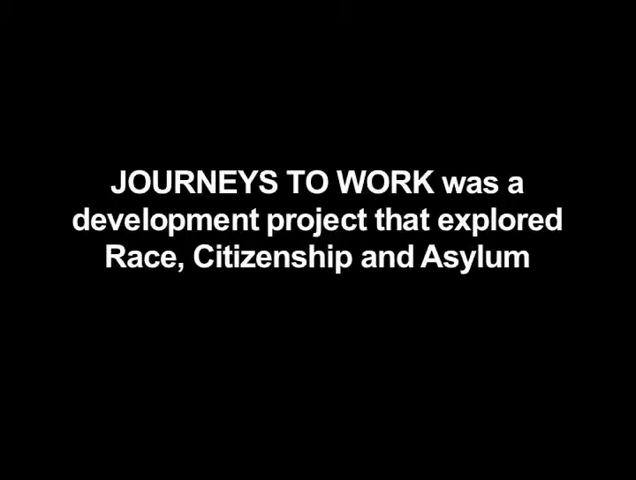 JOURNEYS TO WORK was a
development project that explored
Race, Citizenship and Asylum